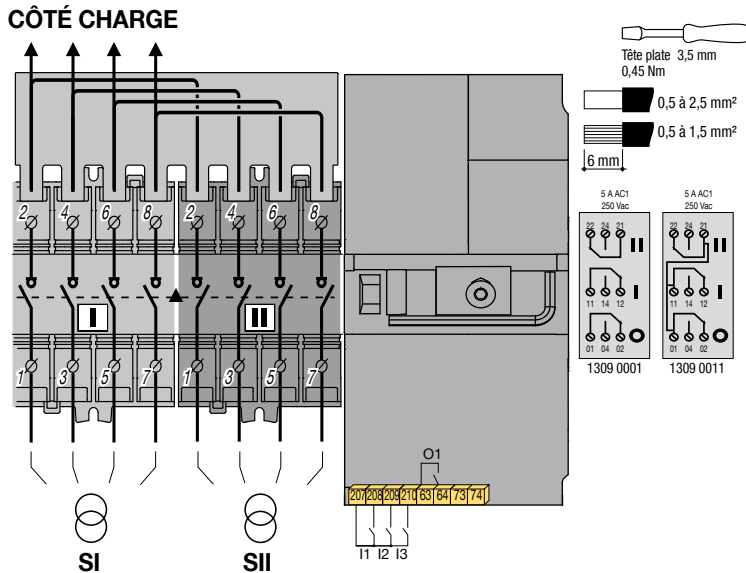 CÔTÉ CHARGE
Tête plate 3,5 mm
0,45 Nm
0,5 à 2,5 mm²
0,5 à 1,5 mm²
6 mm
5 A AC1
250 Vac
5 A AC1
250 Vac
22 24 21
II
22 24 21
II
11 14 12
I
11 14 12
I
01 04 02
O
01 04 02
O
1309 0001
1309 0011
2 4 6 8 2 4 6 8
I
II
1 3 5 7 1 3 5 7
O1
207 208 209 210 63 64 73 74
I1 I2 I3
SI
SII